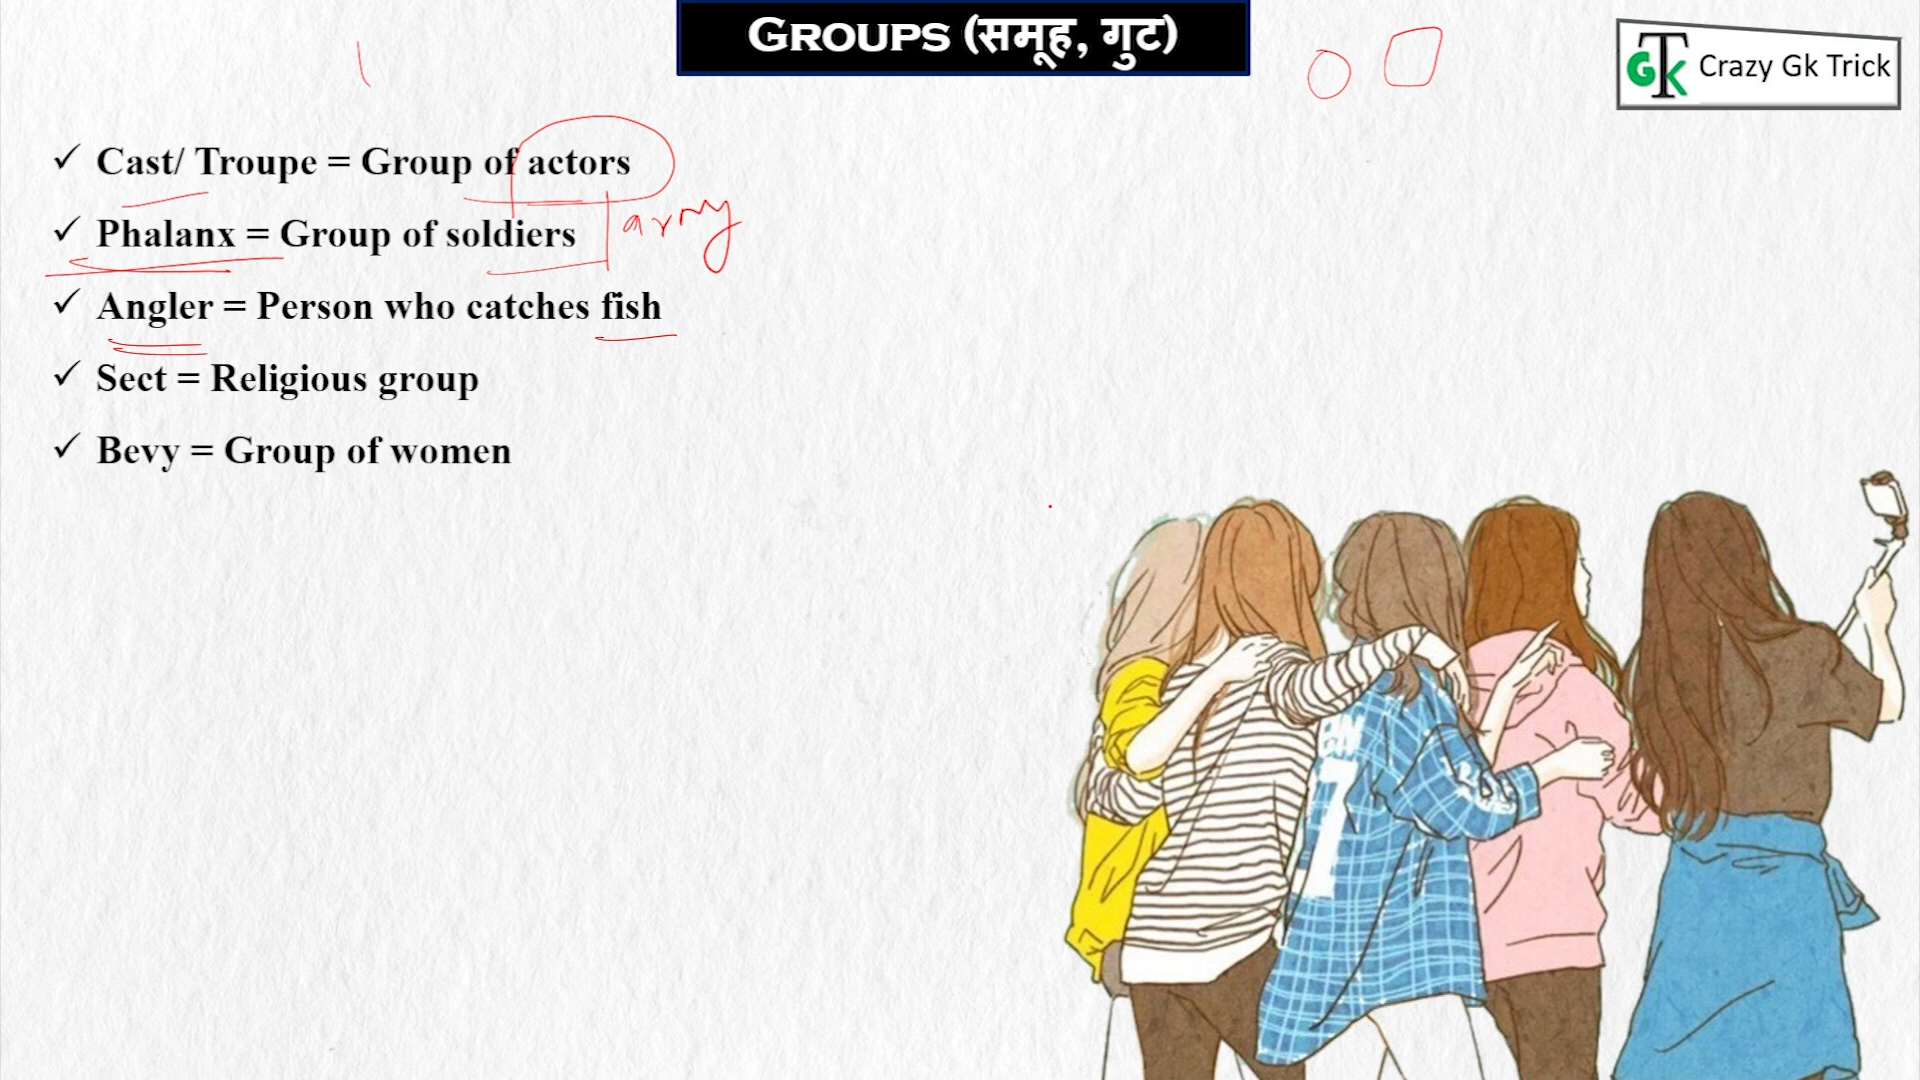 GROUPS (समूह, गुट)
GTK Crazy Gk Trick
✓ Cast/ Troupe = Group of actors
✓ Phalanx = Group of soldiers army
✓ Angler = Person who catches fish
✓ Sect = Religious group
✓ Bevy = Group of women